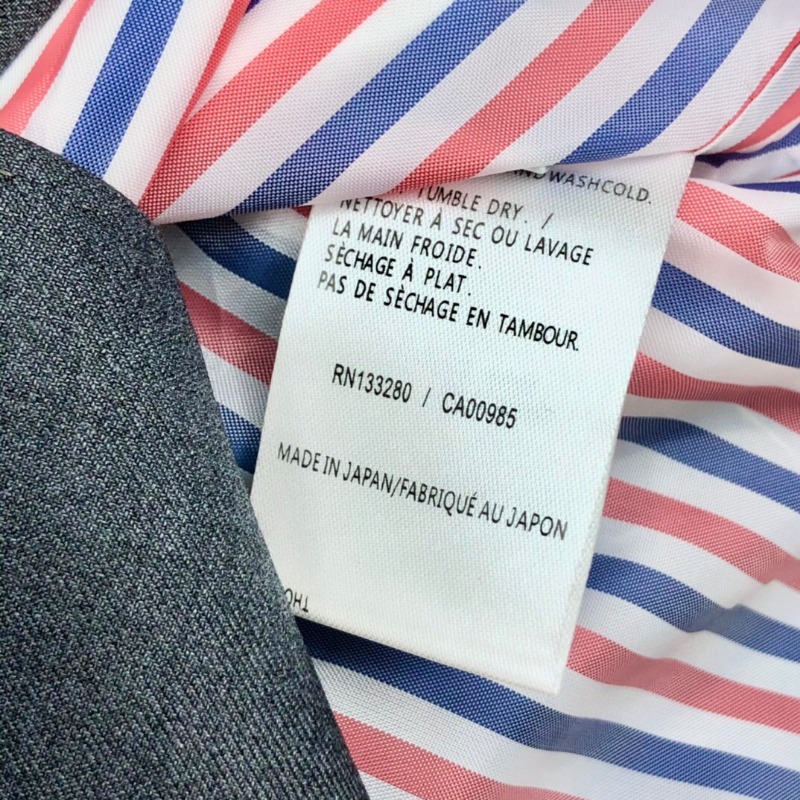 WASHCOLD.
TUMBLE DRY. /
NETTOYER À SEC OU LAVAGE
LA MAIN FROIDE.
SÈCHAGE À PLAT.
PAS DE SÈCHAGE EN TAMBOUR.
RN133280 / CA00985
MADE IN JAPAN/FABRIQUÉ AU JAPON